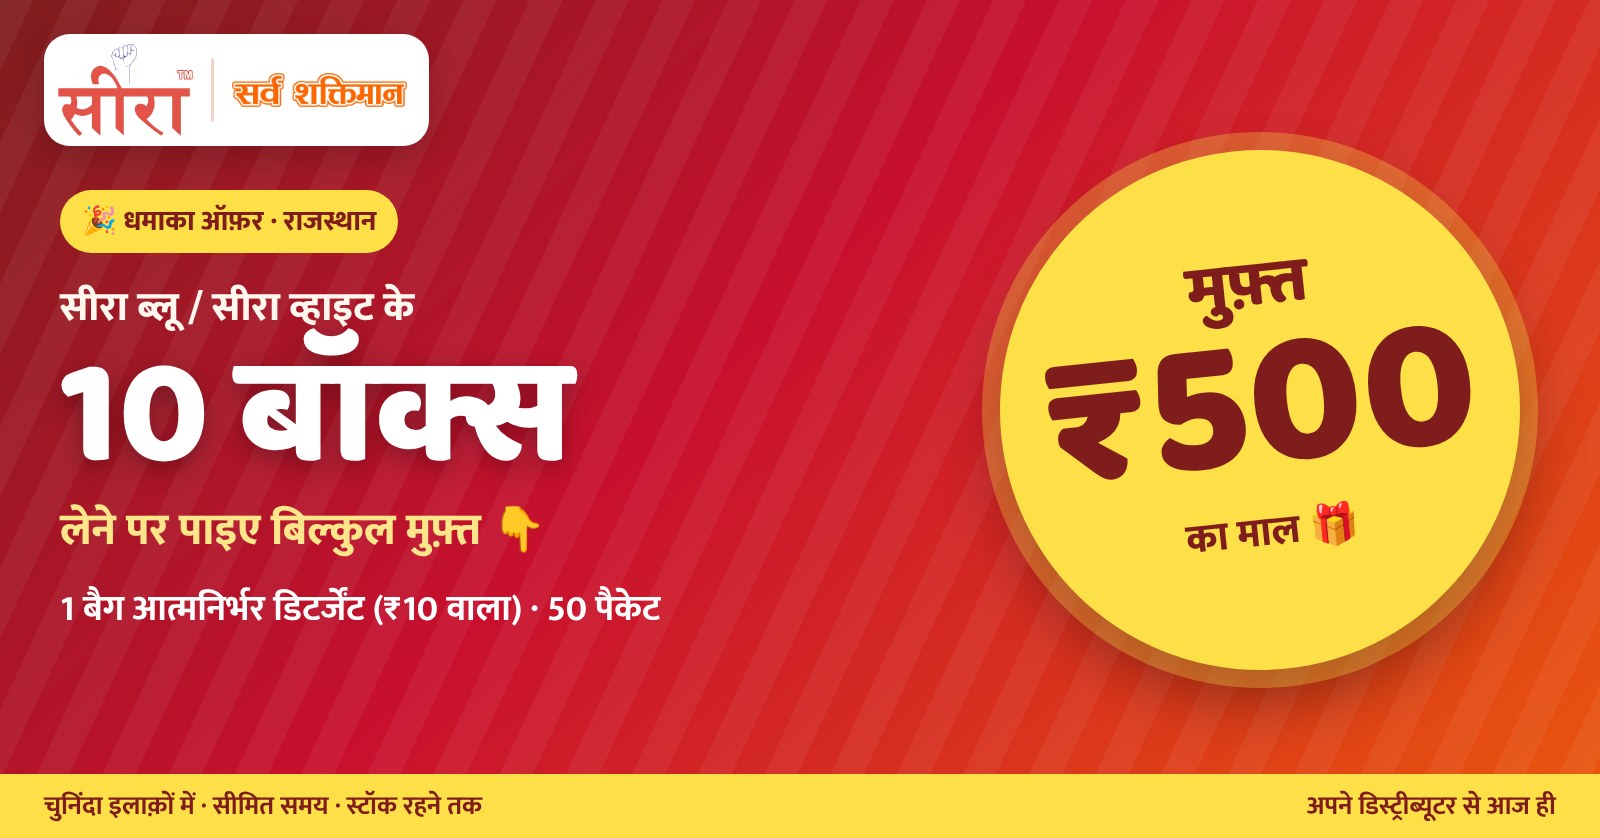 सीरा TM
सर्व शक्तिमान
🎉 धमाका ऑफ़र · राजस्थान
सीरा ब्लू / सीरा व्हाइट के
10 बॉक्स
लेने पर पाइए बिल्कुल मुफ़्त 👇
1 बैग आत्मनिर्भर डिटर्जेंट (₹10 वाला) · 50 पैकेट
मुफ़्त
₹500
का माल 🎁
चुनिंदा इलाक़ों में · सीमित समय · स्टॉक रहने तक
अपने डिस्ट्रीब्यूटर से आज ही